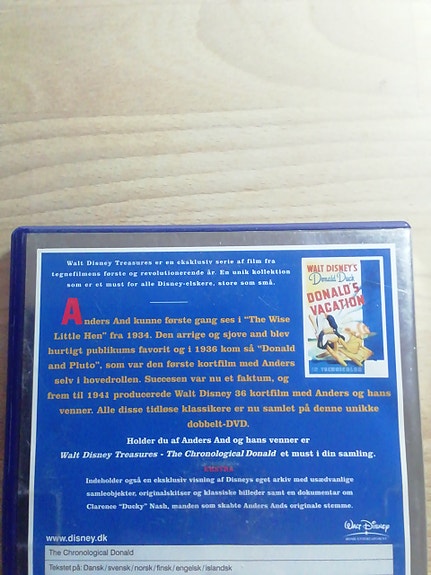 Walt Disney Treasures er en eksklusiv serie af film fra
tegnefilmens første og revolutionerende år. En unik kollektion
som er et must for alle Disney-elskere, store som små.
WALT DISNEY'S
Donald Duck
DONALD'S
VACATION
IN TECHNICOLOR
Anders And kunne første gang ses i "The Wise
Little Hen" fra 1934. Den arrige og sjove and blev
hurtigt publikums favorit og i 1936 kom så "Donald
and Pluto", som var den første kortfilm med Anders
selv i hovedrollen. Succesen var nu et faktum, og
frem til 1941 producerede Walt Disney 36 kortfilm med Anders og hans
venner. Alle disse tidløse klassikere er nu samlet på denne unikke
dobbelt-DVD.
Holder du af Anders And og hans venner er
Walt Disney Treasures - The Chronological Donald et must i din samling.
EXTRA
Indeholder også en eksklusiv visning af Disneys eget arkiv med usædvanlige
samleobjekter, originalskitser og klassiske billeder samt en dokumentar om
Clarence "Ducky" Nash, manden som skabte Anders Ands originale stemme.
www.disney.dk
Walt Disney
HOME ENTERTAINMENT
The Chronological Donald
Tekstet på: Dansk / svensk / norsk / finsk / engelsk / islandsk